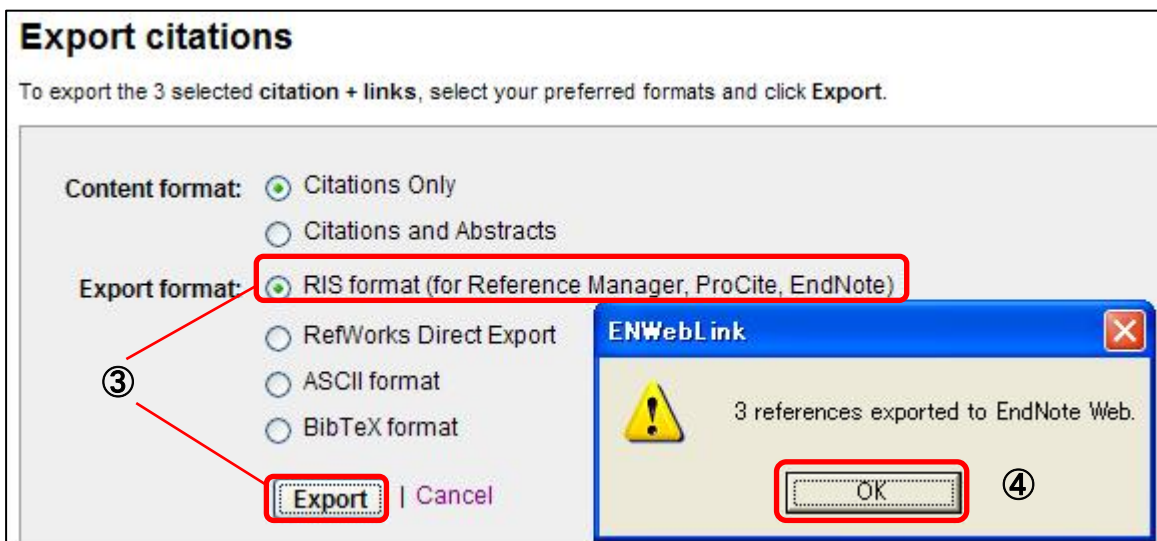 Export citations
To export the 3 selected citation + links, select your preferred formats and click Export.
Content format: Citations Only
Citations and Abstracts
Export format: RIS format (for Reference Manager, ProCite, EndNote)
RefWorks Direct Export
ASCII format
BibTeX format
③
Export | Cancel
ENWebLink
3 references exported to EndNote Web.
OK
④